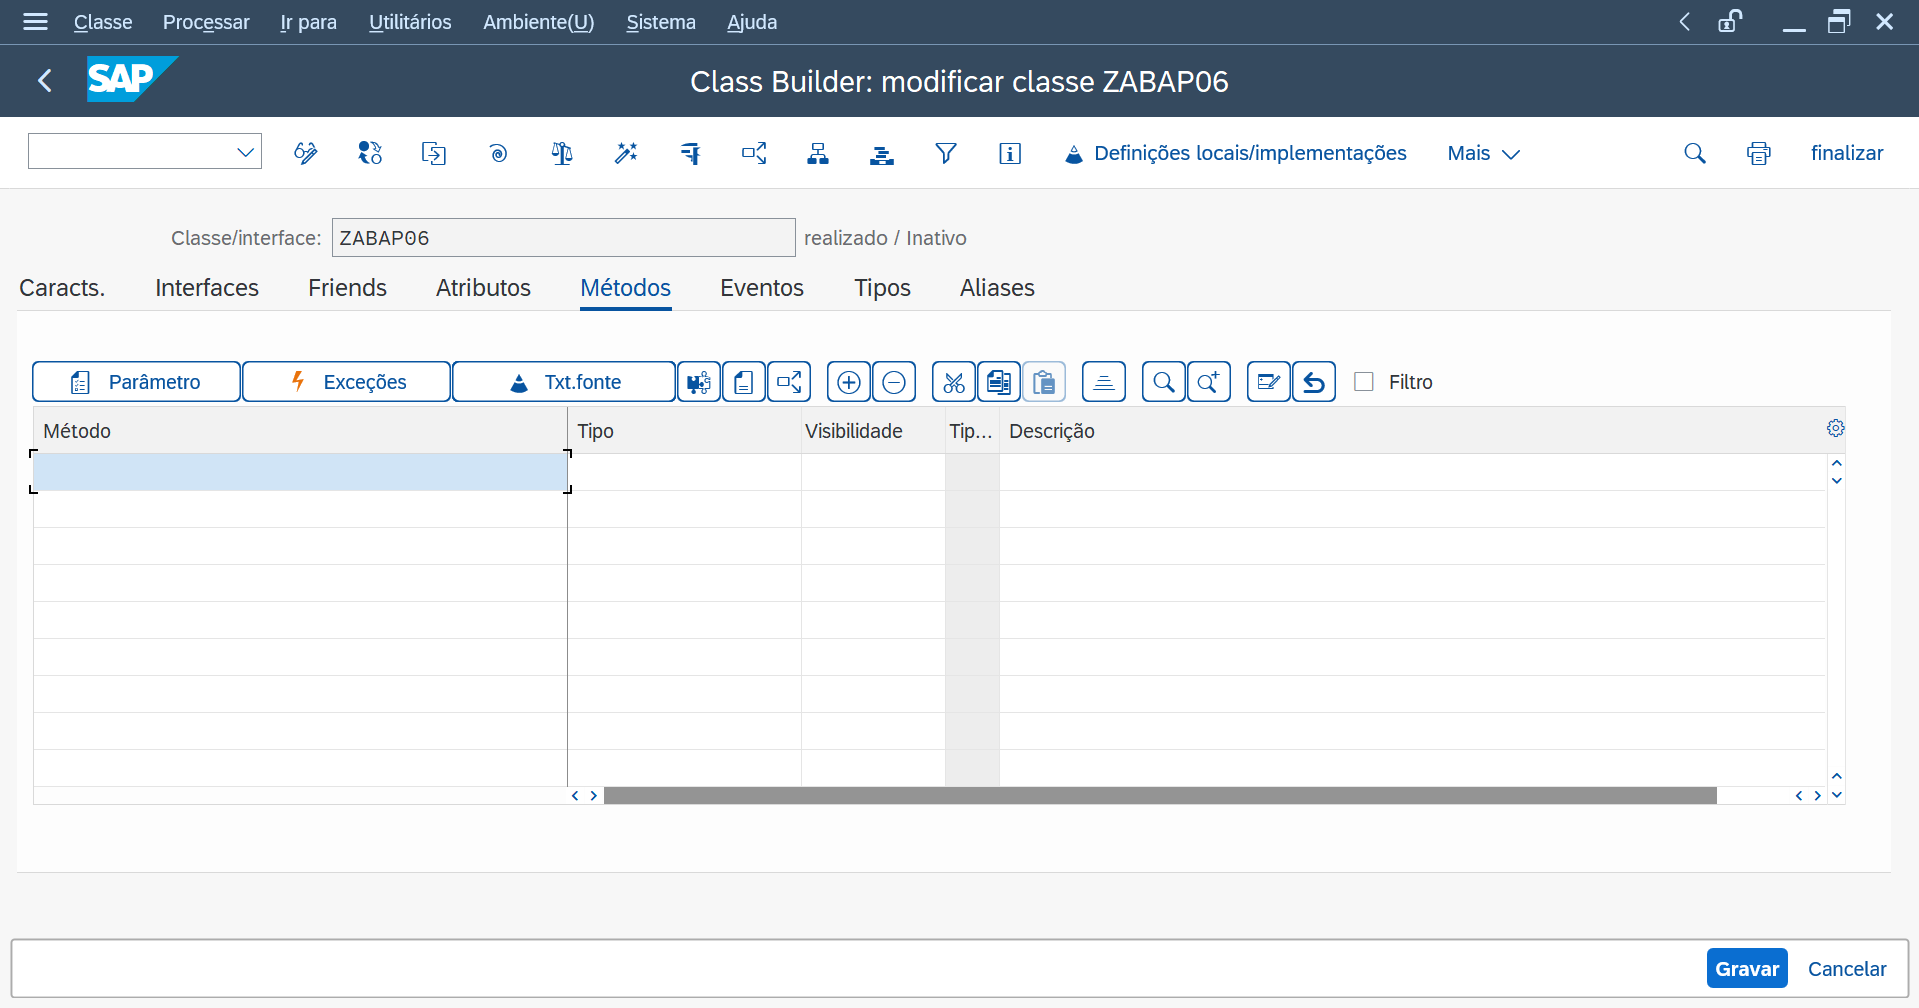 Classe Processar Ir para Utilitários Ambiente(U) Sistema Ajuda
SAP Class Builder: modificar classe ZABAP06
Definições locais/implementações Mais finalizar
Classe/interface: ZABAP06 realizado / Inativo
Caracts. Interfaces Friends Atributos Métodos Eventos Tipos Aliases
Parâmetro Exceções Txt.fonte Filtro
Método Tipo Visibilidade Tip... Descrição
Gravar Cancelar